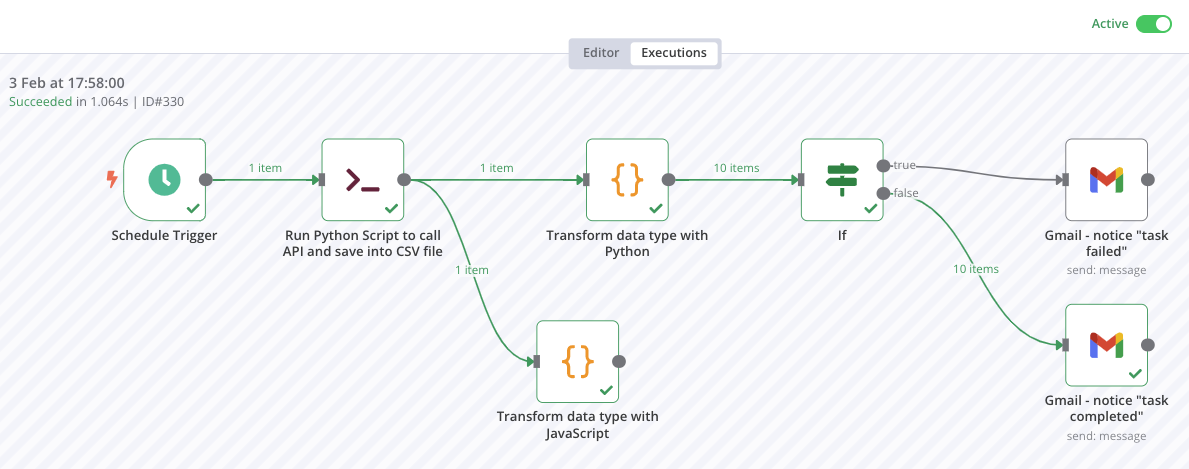 Active
Editor
Executions
3 Feb at 17:58:00
Succeeded in 1.064s | ID#330
1 item
1 item
10 items
true
false
Schedule Trigger
Run Python Script to call
API and save into CSV file
Transform data type with
Python
If
Gmail - notice "task
failed"
send: message
1 item
10 items
Transform data type with
JavaScript
Gmail - notice "task
completed"
send: message